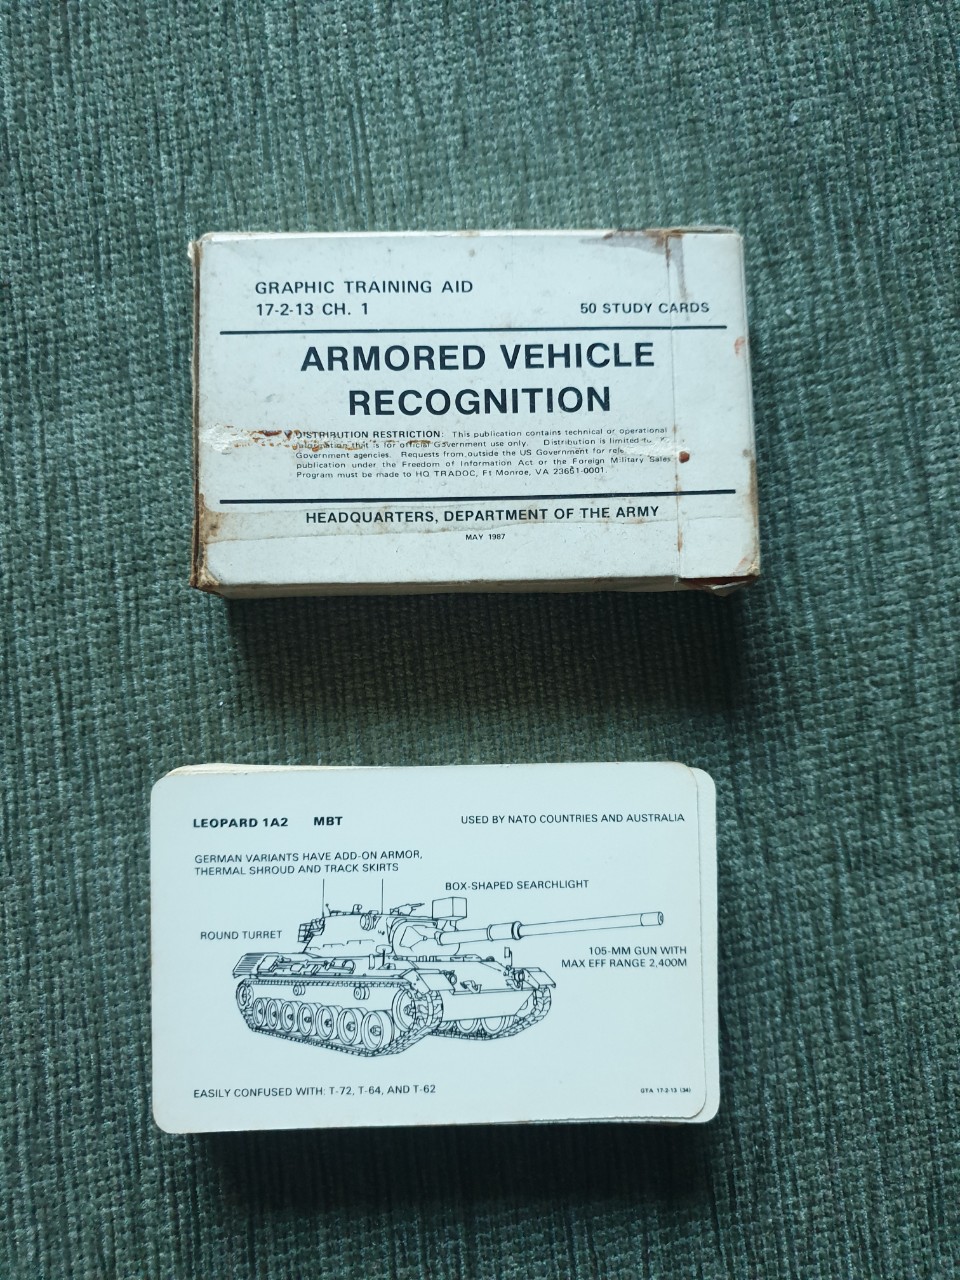 GRAPHIC TRAINING AID
17-2-13 CH. 1 50 STUDY CARDS
ARMORED VEHICLE
RECOGNITION
DISTRIBUTION RESTRICTION: This publication contains technical or operational
information that is for official Government use only. Distribution is limited to
Government agencies. Requests from outside the US Government for
publication under the Freedom of Information Act or the Foreign Military Sales
Program must be made to HQ TRADOC, Ft Monroe, VA 23651-0001.
HEADQUARTERS, DEPARTMENT OF THE ARMY
MAY 1987
LEOPARD 1A2 MBT USED BY NATO COUNTRIES AND AUSTRALIA
GERMAN VARIANTS HAVE ADD-ON ARMOR,
THERMAL SHROUD AND TRACK SKIRTS
BOX-SHAPED SEARCHLIGHT
ROUND TURRET
105-MM GUN WITH
MAX EFF RANGE 2,400M
EASILY CONFUSED WITH: T-72, T-64, AND T-62
GTA 17-2-13 (34)